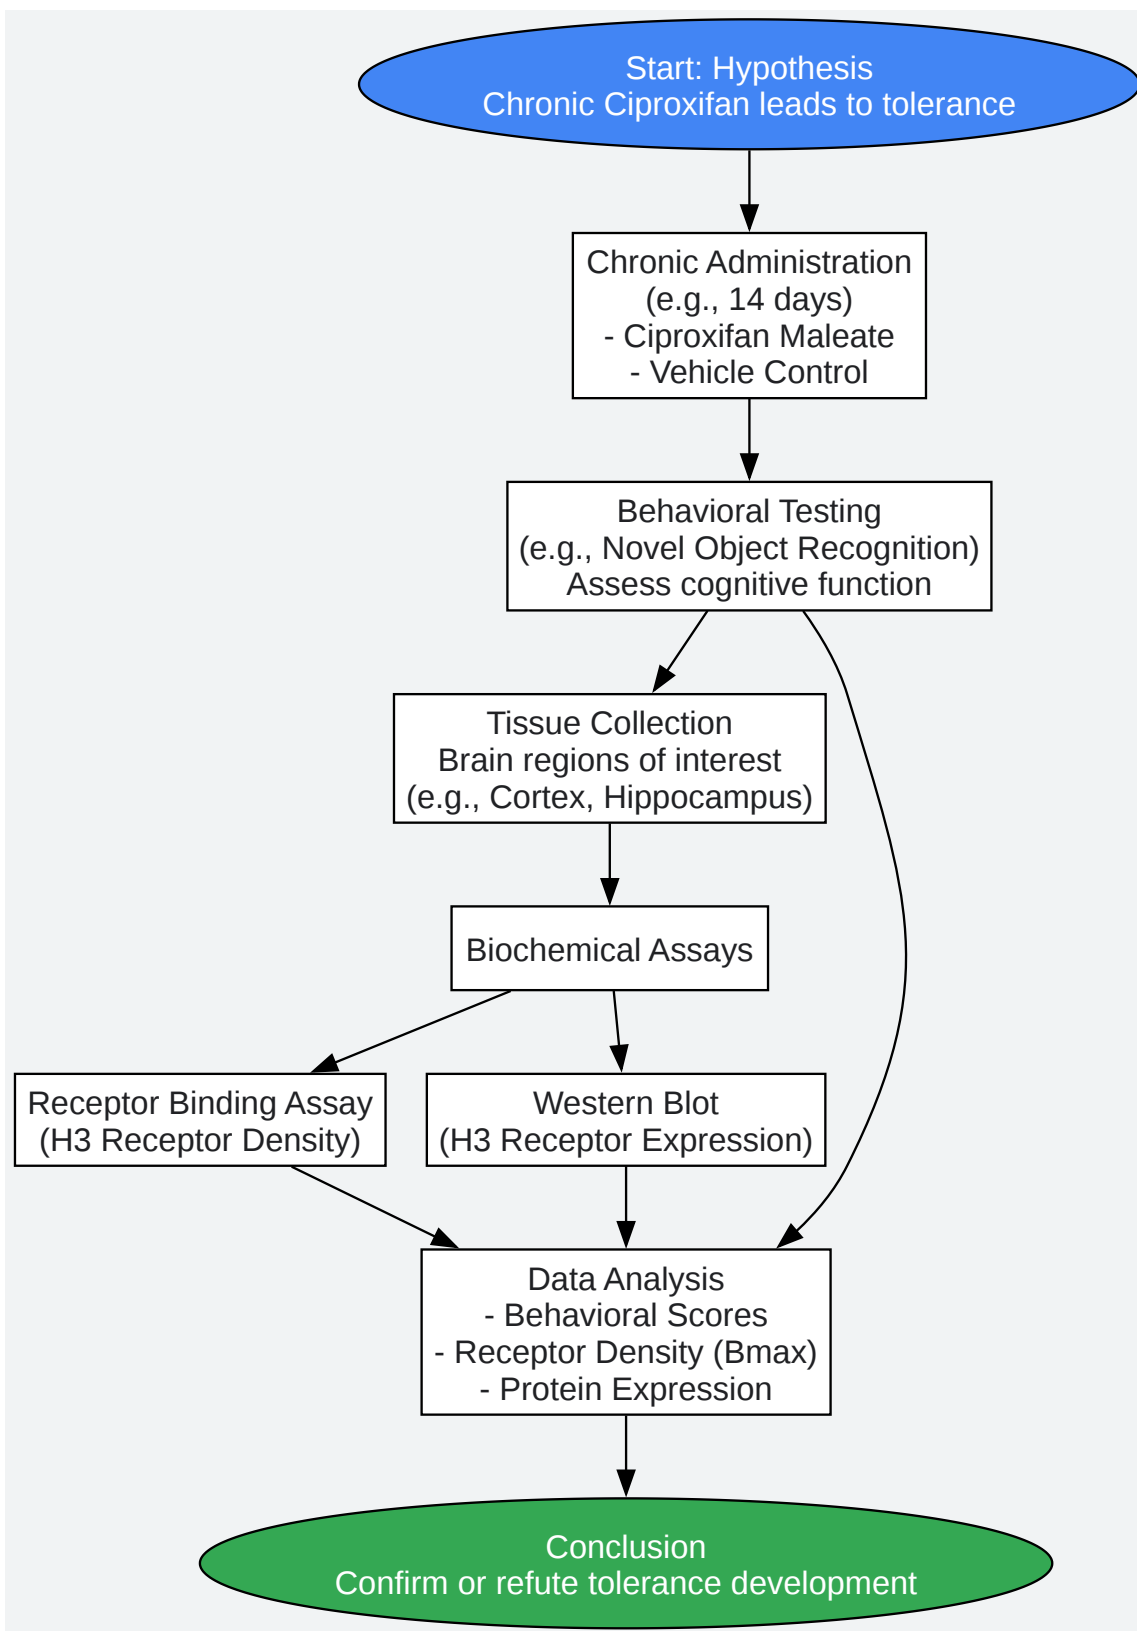 Start: Hypothesis
Chronic Ciproxifan leads to tolerance
Chronic Administration
(e.g., 14 days)
- Ciproxifan Maleate
- Vehicle Control
Behavioral Testing
(e.g., Novel Object Recognition)
Assess cognitive function
Tissue Collection
Brain regions of interest
(e.g., Cortex, Hippocampus)
Biochemical Assays
Receptor Binding Assay
(H3 Receptor Density)
Western Blot
(H3 Receptor Expression)
Data Analysis
- Behavioral Scores
- Receptor Density (Bmax)
- Protein Expression
Conclusion
Confirm or refute tolerance development